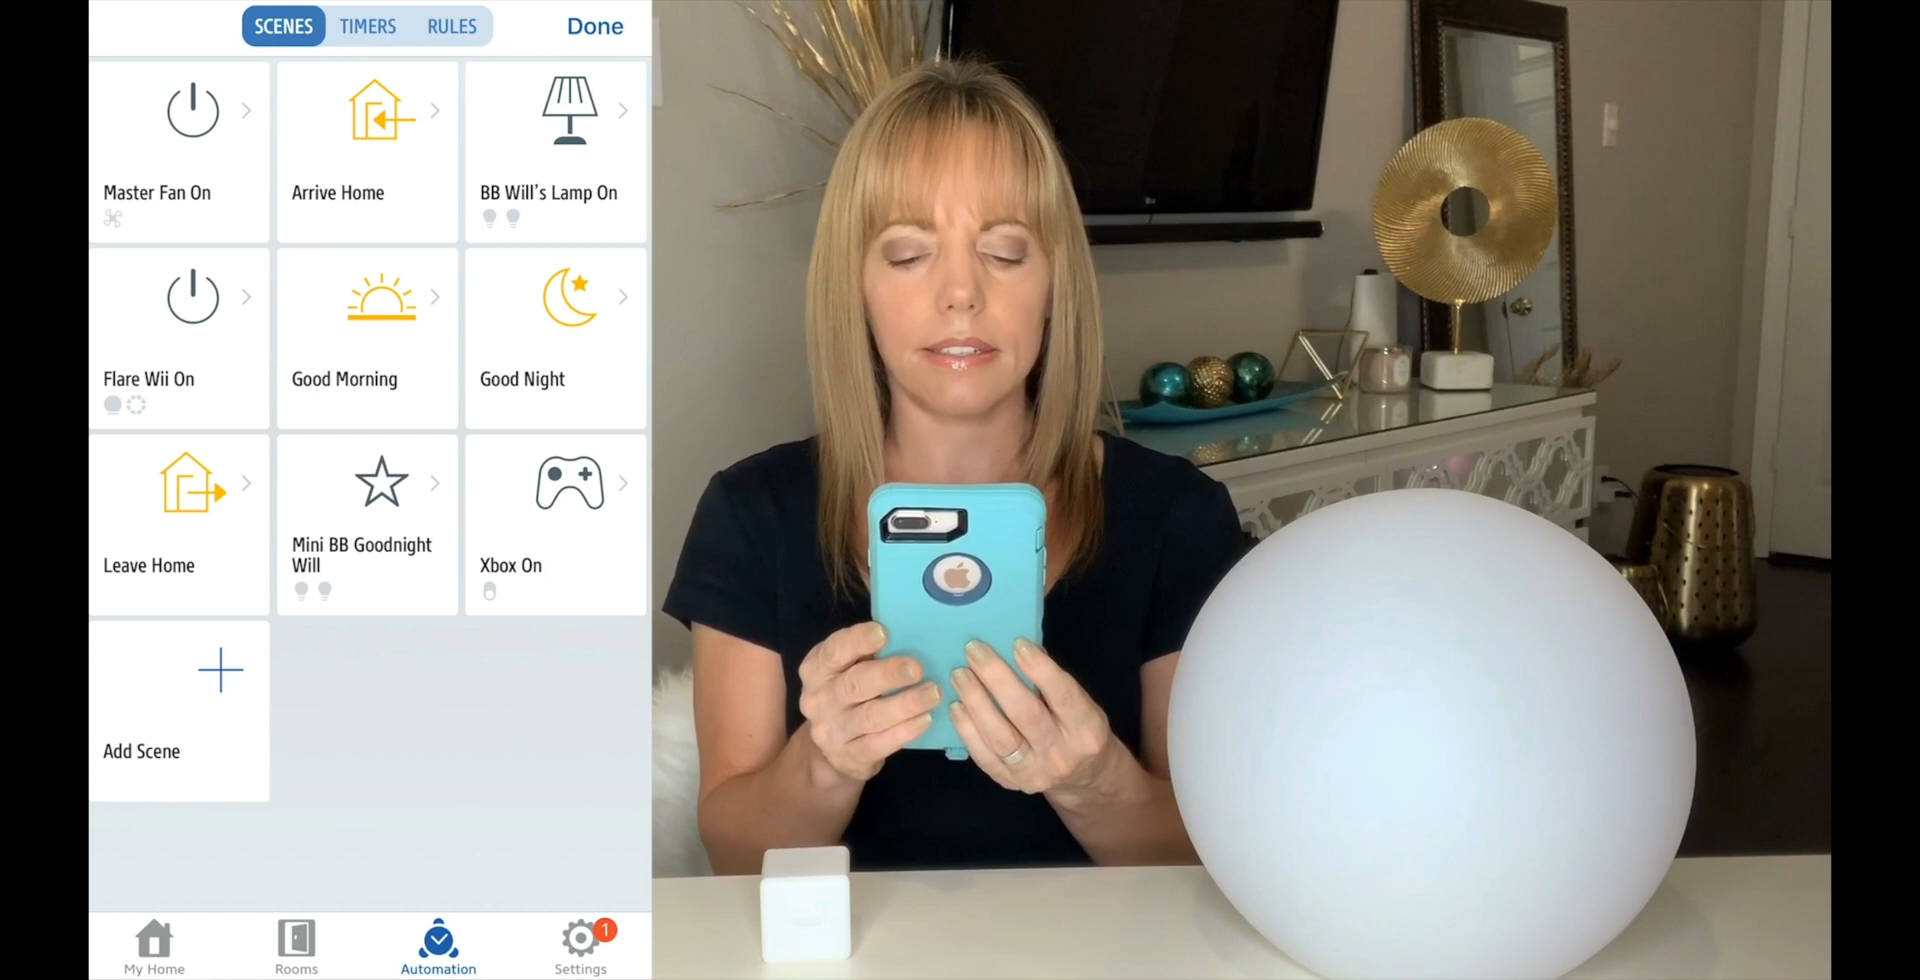 SCENES TIMERS RULES Done
Master Fan On
Arrive Home
BB Will's Lamp On
Flare Wii On
Good Morning
Good Night
Leave Home
Mini BB Goodnight
Will
Xbox On
Add Scene
My Home
Rooms
Automation
Settings
1
LG